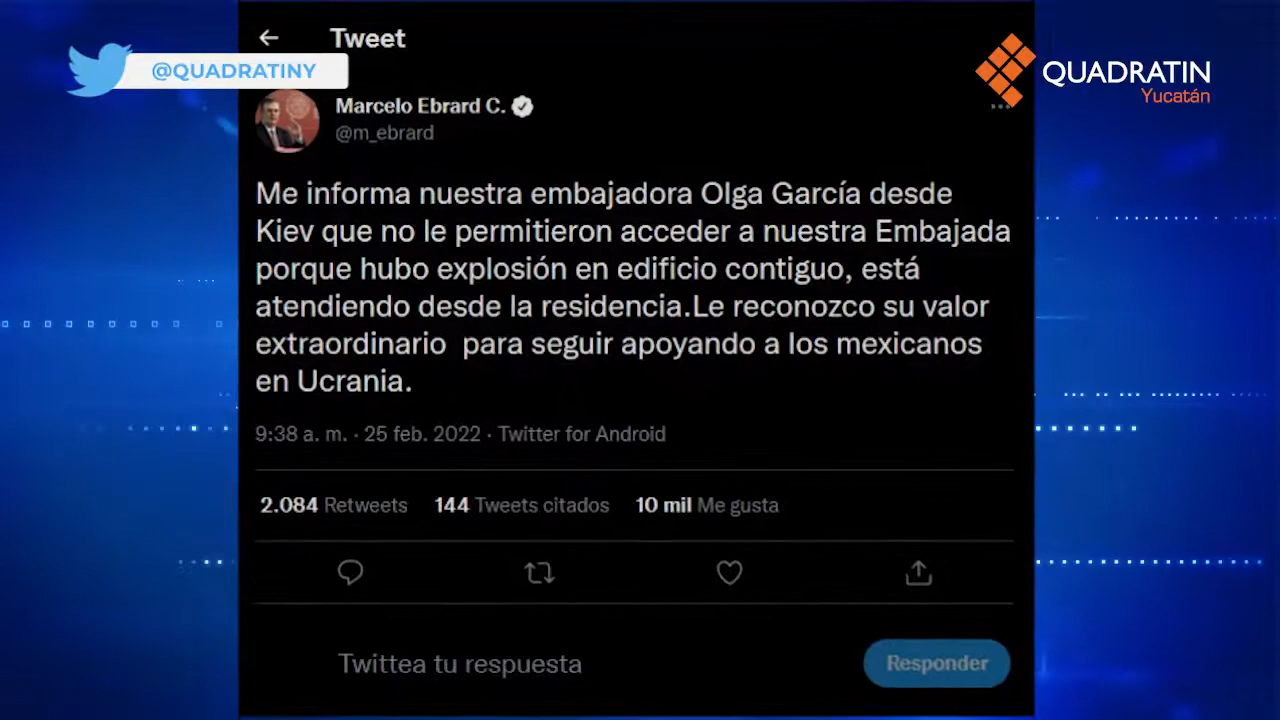 Tweet
@QUADRATINY
QUADRATIN
Yucatán
Marcelo Ebrard C.
@m_ebrard
Me informa nuestra embajadora Olga García desde
Kiev que no le permitieron acceder a nuestra Embajada
porque hubo explosión en edificio contiguo, está
atendiendo desde la residencia.Le reconozco su valor
extraordinario  para seguir apoyando a los mexicanos
en Ucrania.
9:38 a. m. · 25 feb. 2022 · Twitter for Android
2.084 Retweets 144 Tweets citados 10 mil Me gusta
Twittea tu respuesta
Responder